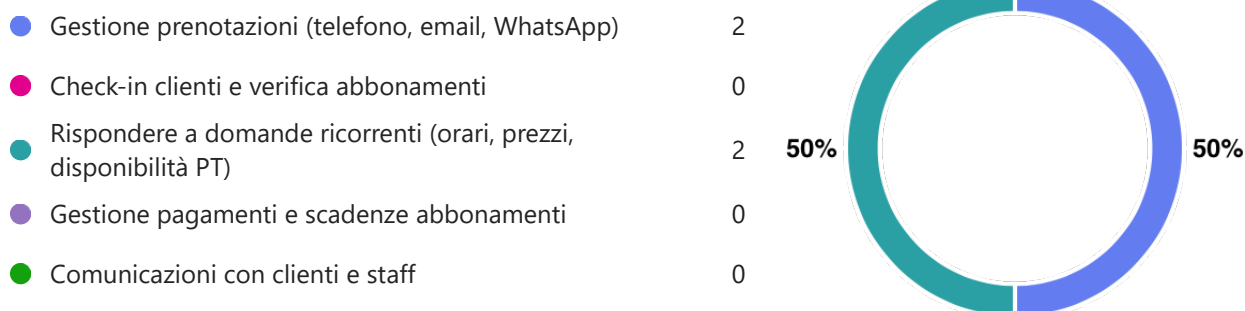 Gestione prenotazioni (telefono, email, WhatsApp) 2
Check-in clienti e verifica abbonamenti 0
Rispondere a domande ricorrenti (orari, prezzi,
disponibilità PT) 2
Gestione pagamenti e scadenze abbonamenti 0
Comunicazioni con clienti e staff 0
50% 50%